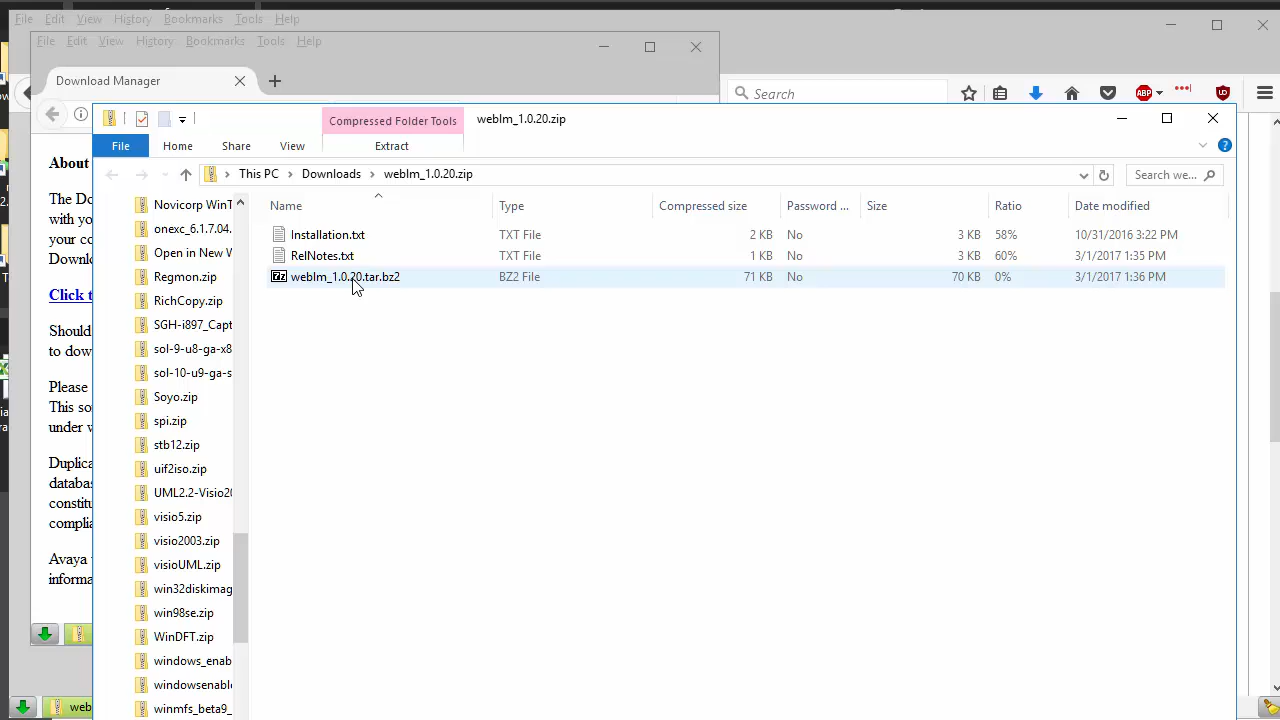 File Edit View History Bookmarks Tools Help
File Edit View History Bookmarks Tools Help
Download Manager
Search
ABP
Compressed Folder Tools
weblm_1.0.20.zip
File Home Share View Extract
This PC Downloads weblm_1.0.20.zip
Search we...
Name Type Compressed size Password ... Size Ratio Date modified
Installation.txt TXT File 2 KB No 3 KB 58% 10/31/2016 3:22 PM
RelNotes.txt TXT File 1 KB No 3 KB 60% 3/1/2017 1:35 PM
weblm_1.0.20.tar.bz2 BZ2 File 71 KB No 70 KB 0% 3/1/2017 1:36 PM
Novicorp WinT
onexc_6.1.7.04.
Open in New W
Regmon.zip
RichCopy.zip
SGH-i897_Capt
sol-9-u8-ga-x8
sol-10-u9-ga-s
Soyo.zip
spi.zip
stb12.zip
uif2iso.zip
UML2.2-Visio20
visio5.zip
visio2003.zip
visioUML.zip
win32diskimag
win98se.zip
WinDFT.zip
windows_enab
windowsenable
winmfs_beta9_
About
The Do
with yo
your co
Downlo
Click t
Should
to dow
Please
This so
under w
Duplica
databas
constitu
complia
Avaya
informa
web